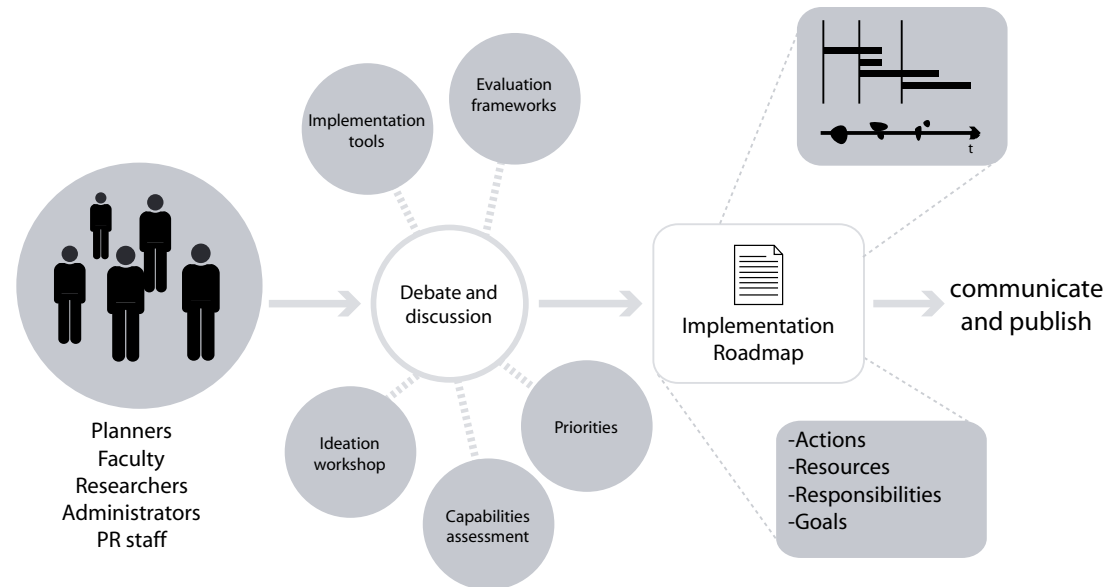 Planners
Faculty
Researchers
Administrators
PR staff
Implementation
tools
Evaluation
frameworks
Debate and
discussion
Ideation
workshop
Capabilities
assessment
Priorities
t
Implementation
Roadmap
-Actions
-Resources
-Responsibilities
-Goals
communicate
and publish